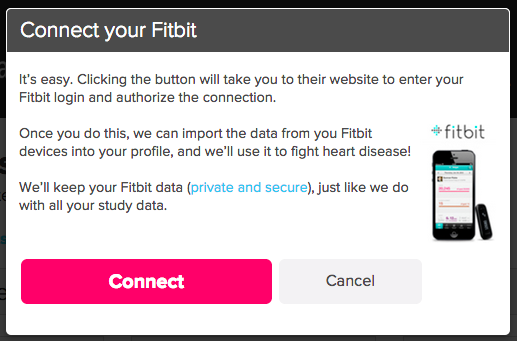 Connect your Fitbit
It's easy. Clicking the button will take you to their website to enter your
Fitbit login and authorize the connection.
Once you do this, we can import the data from you Fitbit
devices into your profile, and we'll use it to fight heart disease!
fitbit
We'll keep your Fitbit data (private and secure), just like we do
with all your study data.
Connect
Cancel